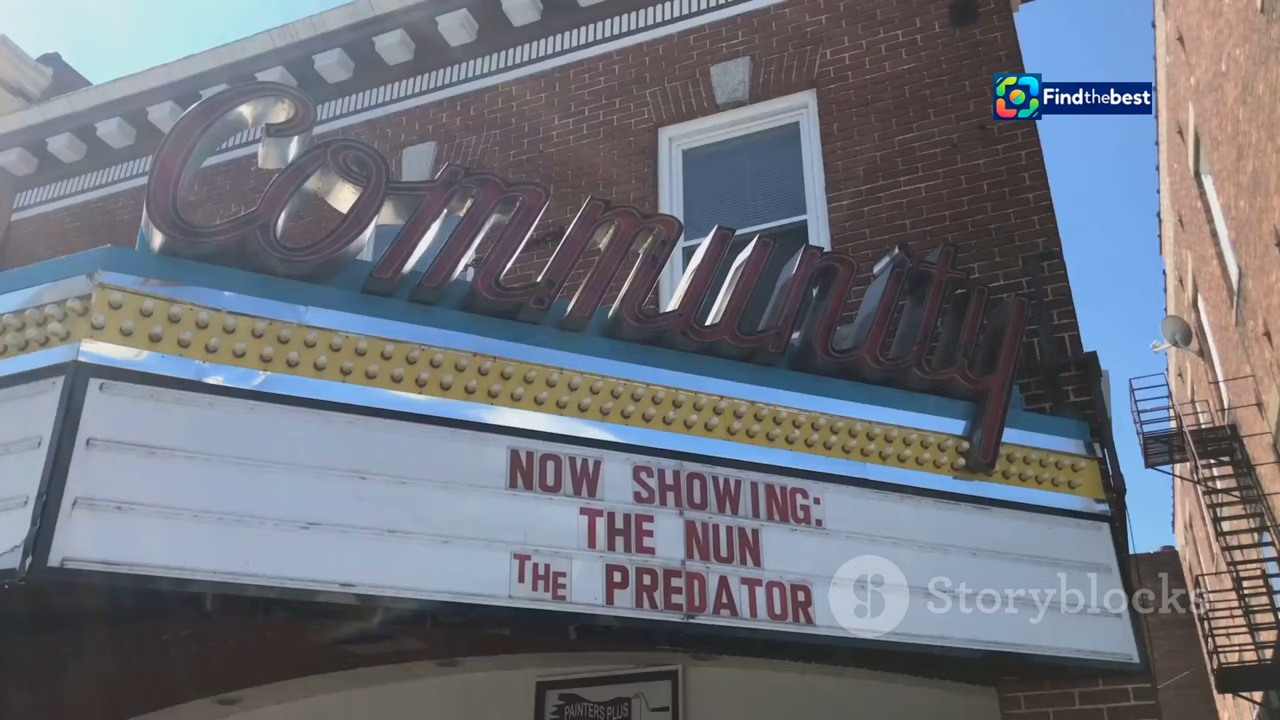 Findthebest
Community
NOW SHOWING:
THE NUN
THE PREDATOR
Storyblocks
PAINTERS PLUS